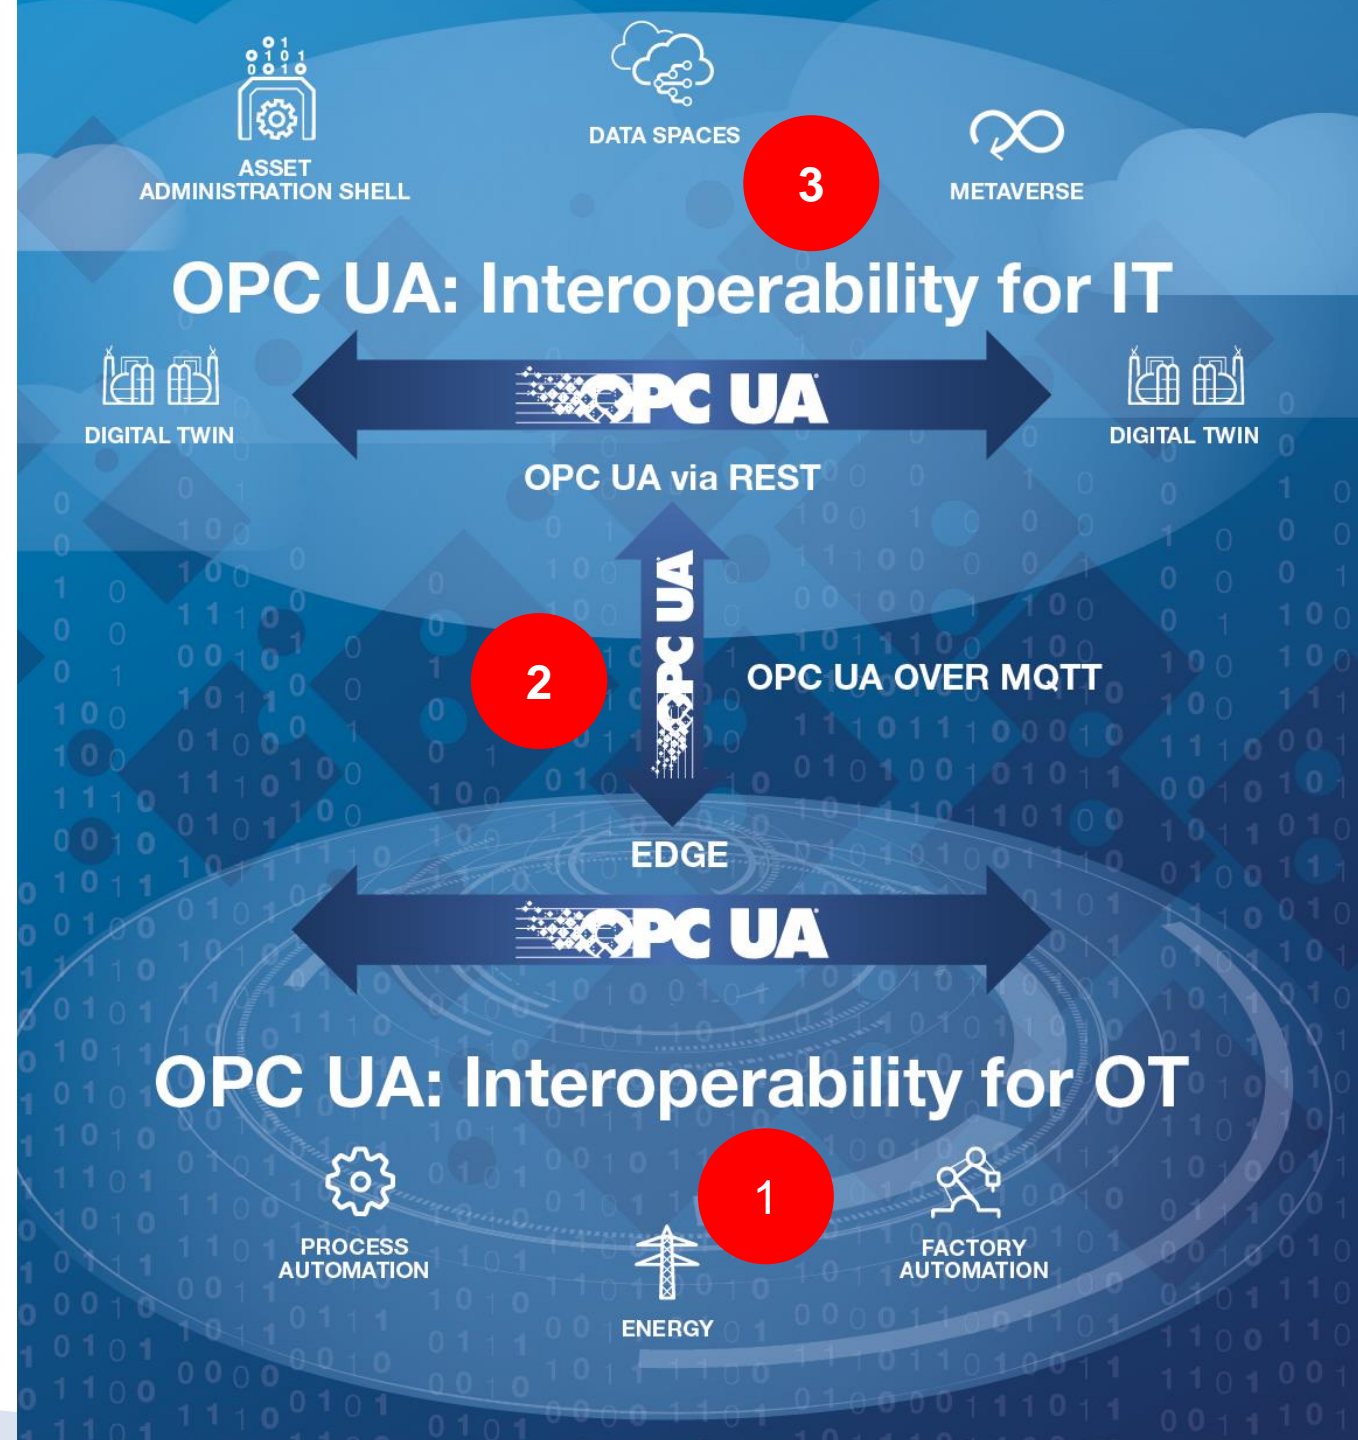 DATA SPACES
3
ASSET
ADMINISTRATION SHELL
METAVERSE
OPC UA: Interoperability for IT
OPC UA
DIGITAL TWIN
DIGITAL TWIN
OPC UA via REST
OPC UA
2
OPC UA OVER MQTT
EDGE
OPC UA
OPC UA: Interoperability for OT
1
PROCESS
AUTOMATION
FACTORY
AUTOMATION
ENERGY